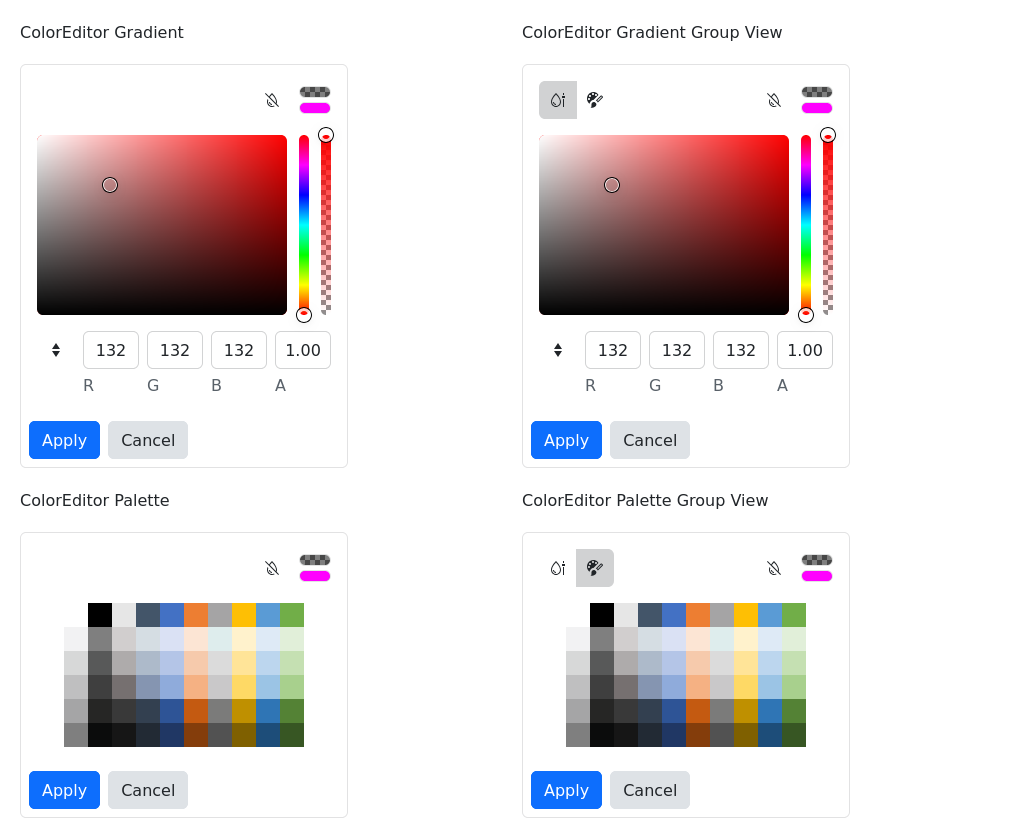 ColorEditor Gradient
132 132 132 1.00
R G B A
Apply Cancel
ColorEditor Gradient Group View
132 132 132 1.00
R G B A
Apply Cancel
ColorEditor Palette
Apply Cancel
ColorEditor Palette Group View
Apply Cancel